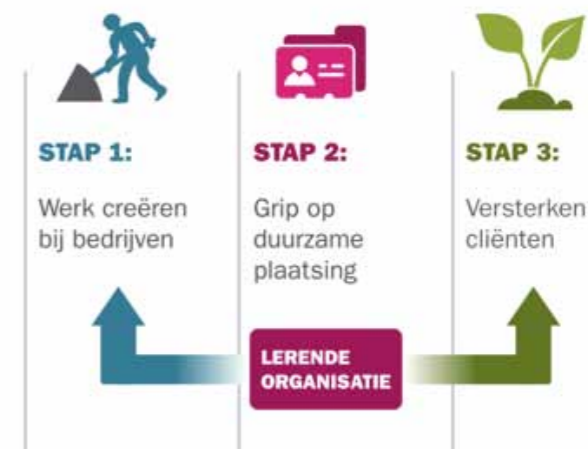 STAP 1:
Werk creëren
bij bedrijven
STAP 2:
Grip op
duurzame
plaatsing
STAP 3:
Versterken
cliënten
LERENDE
ORGANISATIE